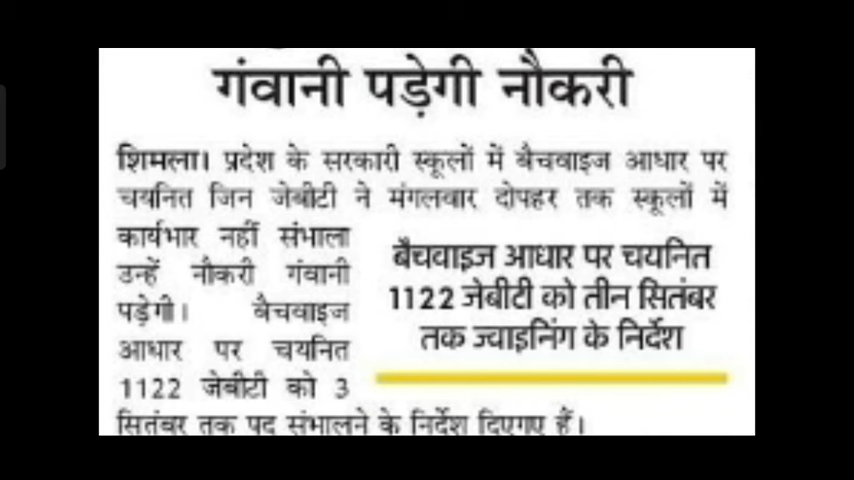 गंवानी पड़ेगी नौकरी
शिमला। प्रदेश के सरकारी स्कूलों में बैचवाइज आधार पर
चयनित जिन जेबीटी ने मंगलवार दोपहर तक स्कूलों में
कार्यभार नहीं संभाला
उन्हें नौकरी गंवानी
पड़ेगी। बैचवाइज
आधार पर चयनित
1122 जेबीटी को 3
सितंबर तक पद संभालने के निर्देश दिएगए हैं।
बैचवाइज आधार पर चयनित
1122 जेबीटी को तीन सितंबर
तक ज्वाइनिंग के निर्देश